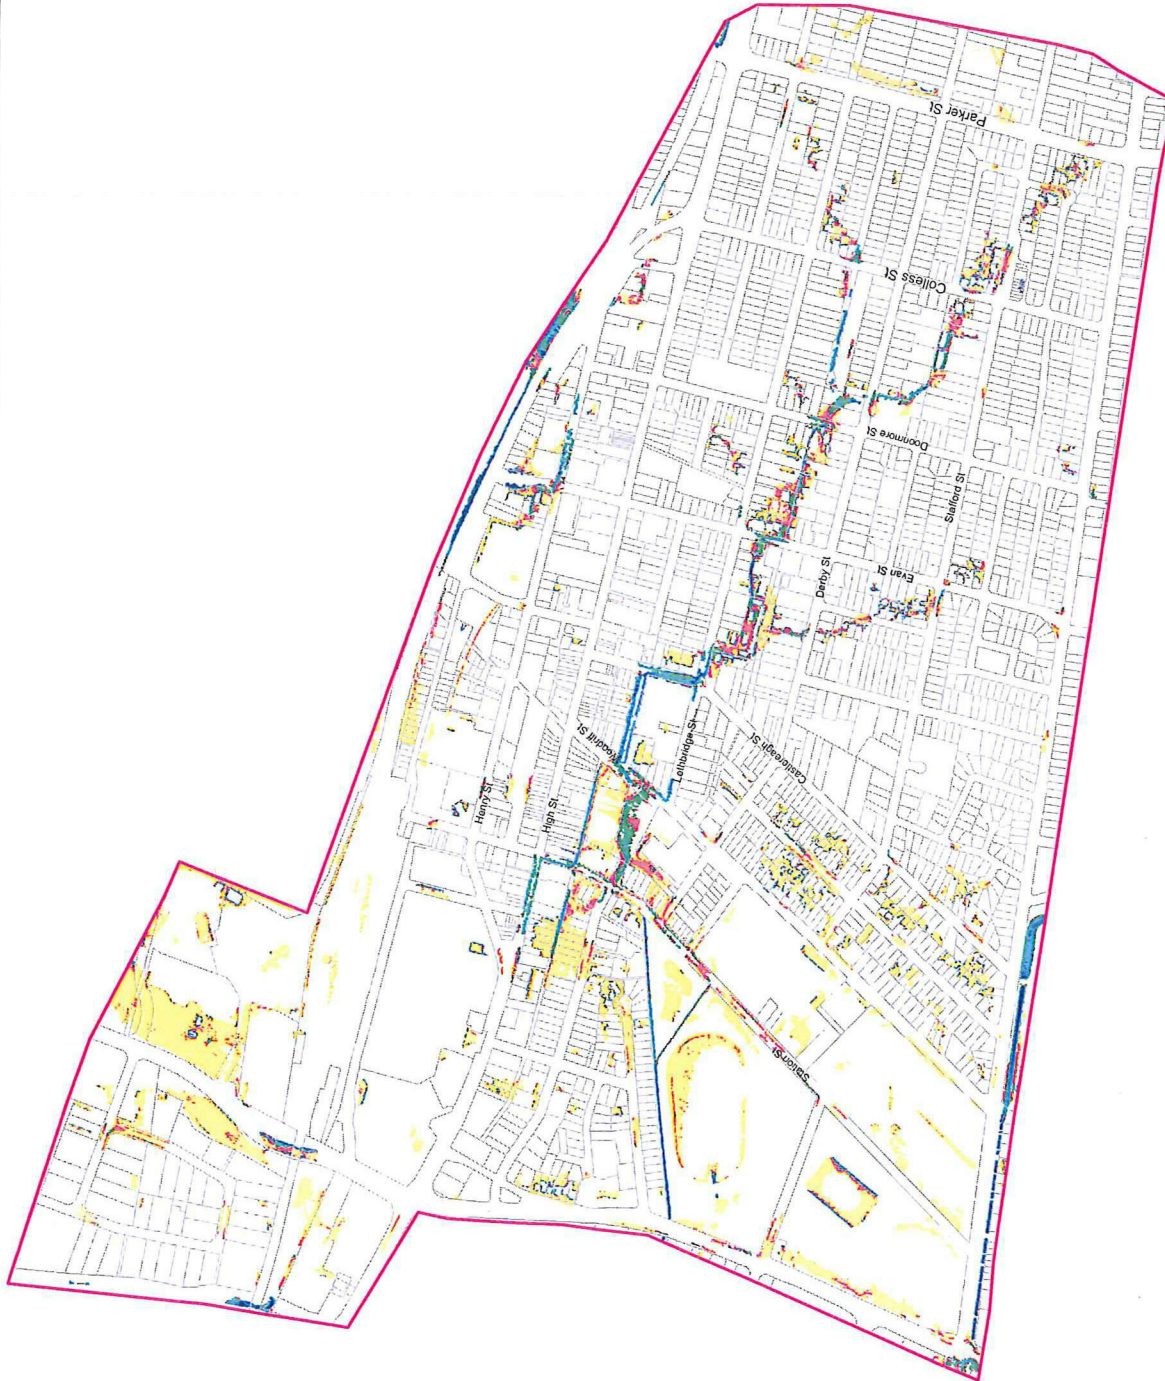 Parker St
Colless St
Doonmore St
Stafford St
Evan St
Derby St
Castlereagh St
Lethbridge St
Woodriff St
High St
Henry St
Station St